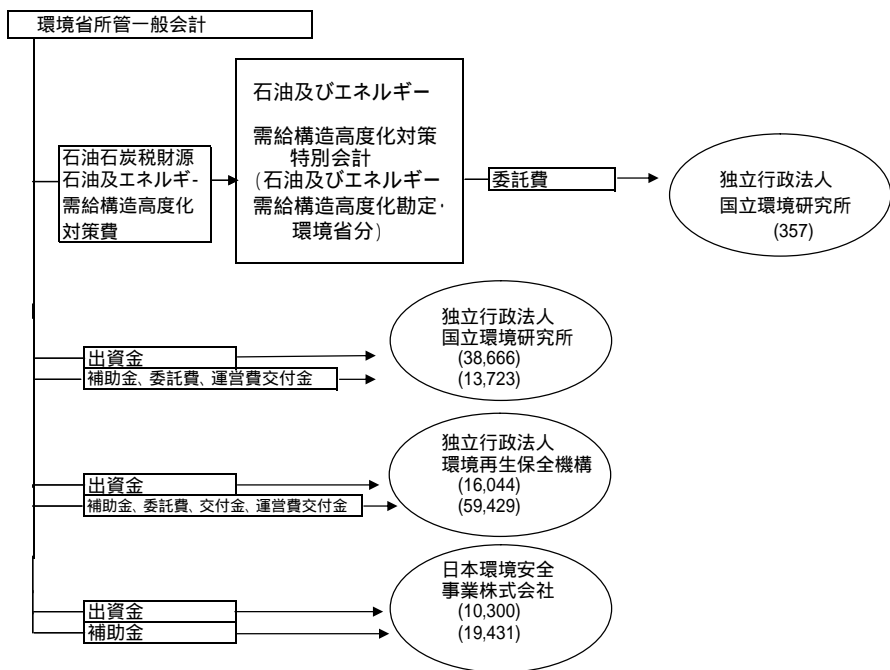 環境省所管一般会計
石油石炭税財源
石油及エネルギ-
需給構造高度化
対策費
石油及びエネルギー
需給構造高度化対策
特別会計
(石油及びエネルギー
需給構造高度化勘定・
環境省分)
委託費
独立行政法人
国立環境研究所
(357)
出資金
補助金、委託費、運営費交付金
独立行政法人
国立環境研究所
(38,666)
(13,723)
出資金
補助金、委託費、交付金、運営費交付金
独立行政法人
環境再生保全機構
(16,044)
(59,429)
出資金
補助金
日本環境安全
事業株式会社
(10,300)
(19,431)